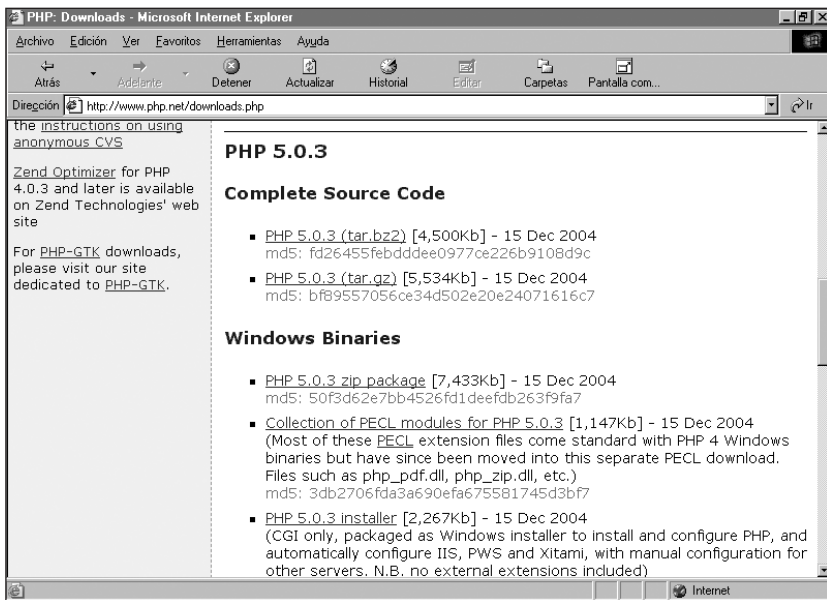 PHP: Downloads - Microsoft Internet Explorer
Archivo Edición Ver Favoritos Herramientas Ayuda
Atrás Adelante Detener Actualizar Historial Editar Carpetas Pantalla com...
Dirección http://www.php.net/downloads.php Ir
the instructions on using
anonymous CVS
Zend Optimizer for PHP
4.0.3 and later is available
on Zend Technologies' web
site
For PHP-GTK downloads,
please visit our site
dedicated to PHP-GTK.
PHP 5.0.3
Complete Source Code
PHP 5.0.3 (tar.bz2) [4,500Kb] - 15 Dec 2004
md5: fd26455febdddee0977ce226b9108d9c
PHP 5.0.3 (tar.gz) [5,534Kb] - 15 Dec 2004
md5: bf89557056ce34d502e20e24071616c7
Windows Binaries
PHP 5.0.3 zip package [7,433Kb] - 15 Dec 2004
md5: 50f3d62e7bb4526fd1deefdb263f9fa7
Collection of PECL modules for PHP 5.0.3 [1,147Kb] - 15 Dec 2004
(Most of these PECL extension files come standard with PHP 4 Windows
binaries but have since been moved into this separate PECL download.
Files such as php_pdf.dll, php_zip.dll, etc.)
md5: 3db2706fda3a690efa675581745d3bf7
PHP 5.0.3 installer [2,267Kb] - 15 Dec 2004
(CGI only, packaged as Windows installer to install and configure PHP, and
automatically configure IIS, PWS and Xitami, with manual configuration for
other servers. N.B. no external extensions included)
Internet